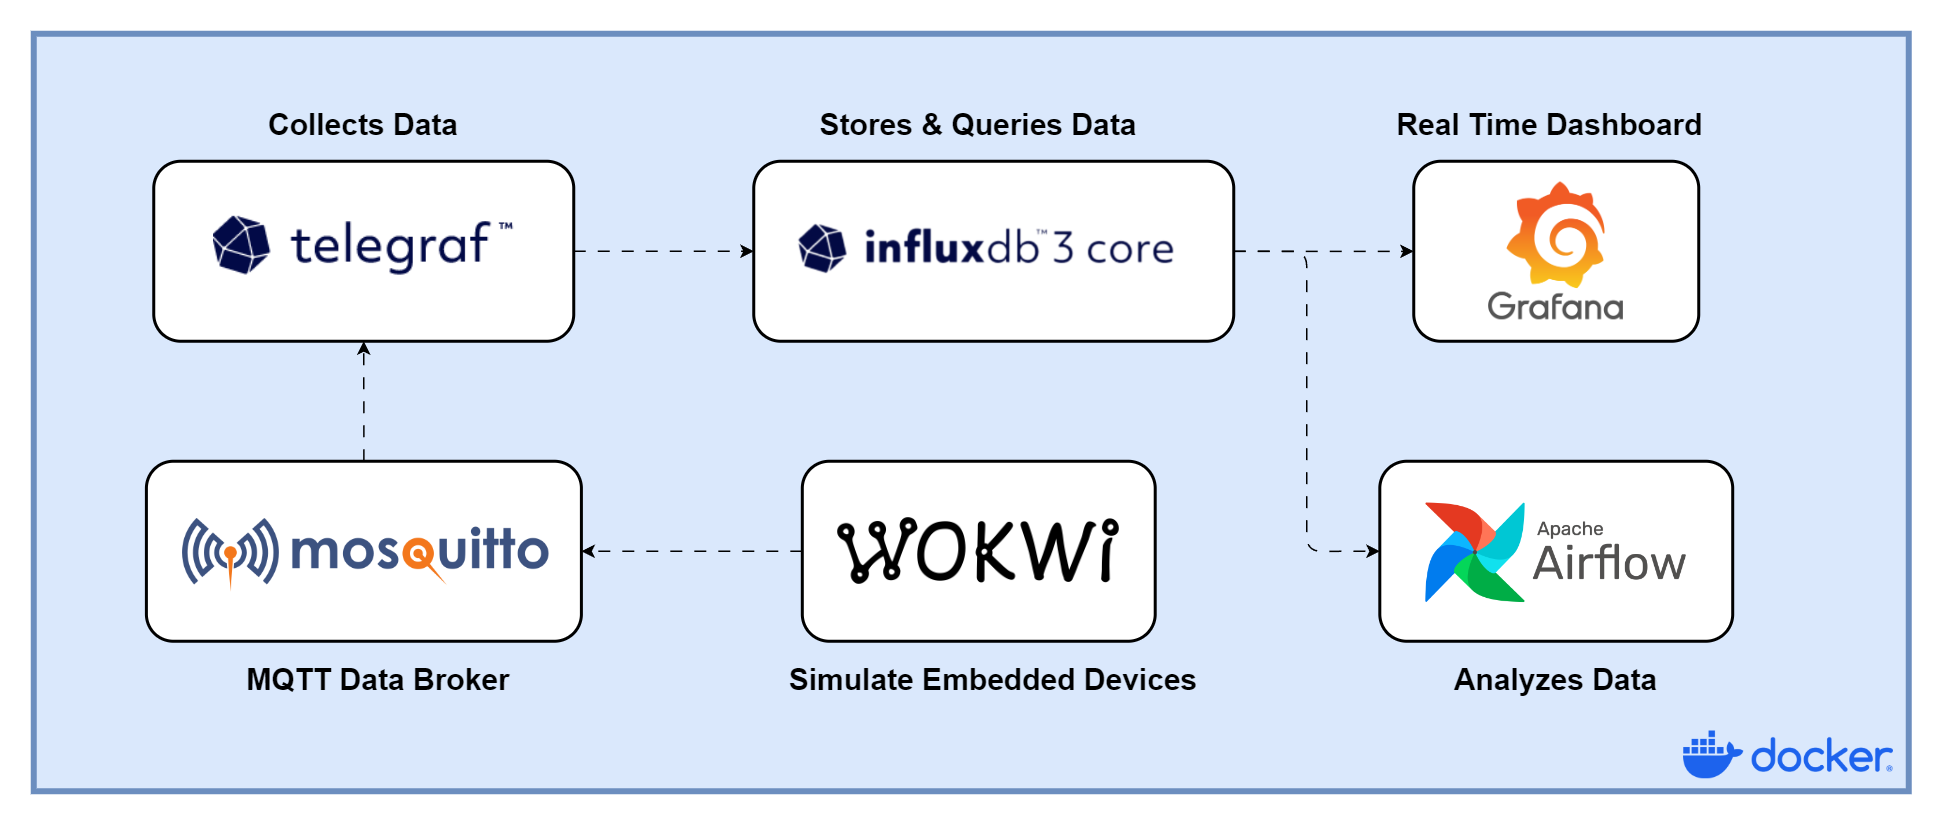 Collects Data
Stores & Queries Data
Real Time Dashboard
telegraf™
influxdb™ 3 core
Grafana
mosquitto
WOKWi
Apache
Airflow
MQTT Data Broker
Simulate Embedded Devices
Analyzes Data
docker®